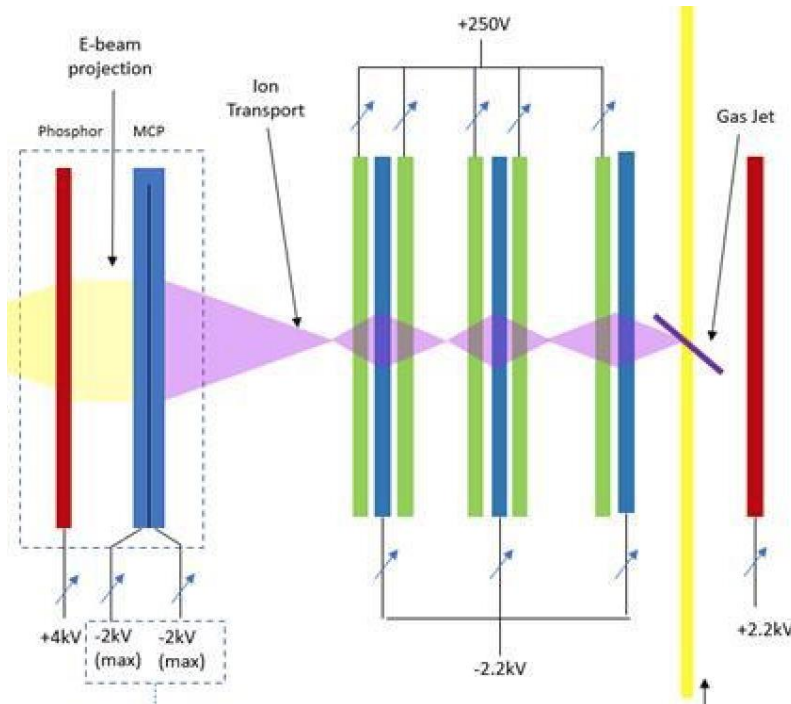 +250V
E-beam
projection
Ion
Transport
Gas Jet
Phosphor
MCP
+4kV
-2kV
(max)
-2kV
(max)
-2.2kV
+2.2kV